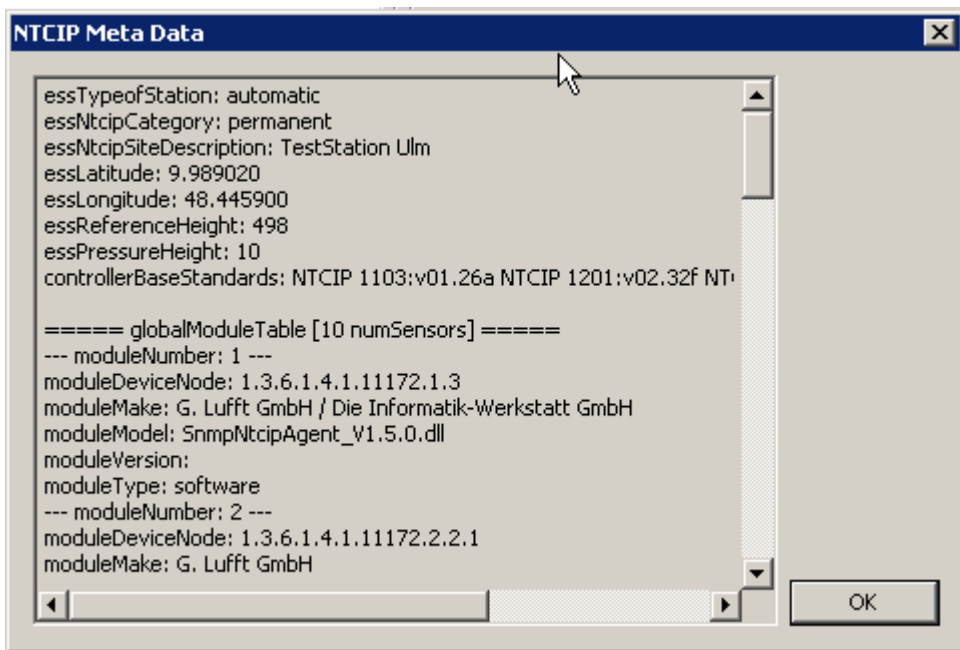 NTCIP Meta Data
essTypeofStation: automatic
essNtcipCategory: permanent
essNtcipSiteDescription: TestStation Ulm
essLatitude: 9.989020
essLongitude: 48.445900
essReferenceHeight: 498
essPressureHeight: 10
controllerBaseStandards: NTCIP 1103:v01.26a NTCIP 1201:v02.32f
===== globalModuleTable [10 numSensors] =====
--- moduleNumber: 1 ---
moduleDeviceNode: 1.3.6.1.4.1.11172.1.3
moduleMake: G. Lufft GmbH / Die Informatik-Werkstatt GmbH
moduleModel: SnmpNtcipAgent_V1.5.0.dll
moduleVersion:
moduleType: software
--- moduleNumber: 2 ---
moduleDeviceNode: 1.3.6.1.4.1.11172.2.2.1
moduleMake: G. Lufft GmbH
OK